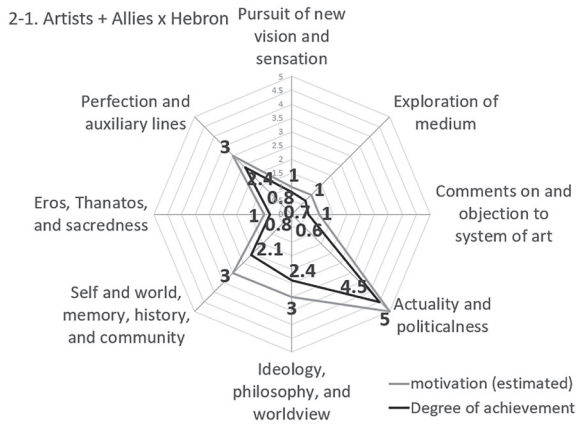 2-1. Artists + Allies x Hebron
Pursuit of new
vision and
sensation
Exploration of
medium
Comments on and
objection to
system of art
Actuality and
politicalness
Ideology,
philosophy, and
worldview
Self and world,
memory, history,
and community
Eros, Thanatos,
and sacredness
Perfection and
auxiliary lines
5
4.5
4
3.5
3
2.5
2
1.5
1
1
1
5
3
3
1
3
0.8
0.7
0.6
4.5
2.4
2.1
0.8
2.4
motivation (estimated)
Degree of achievement